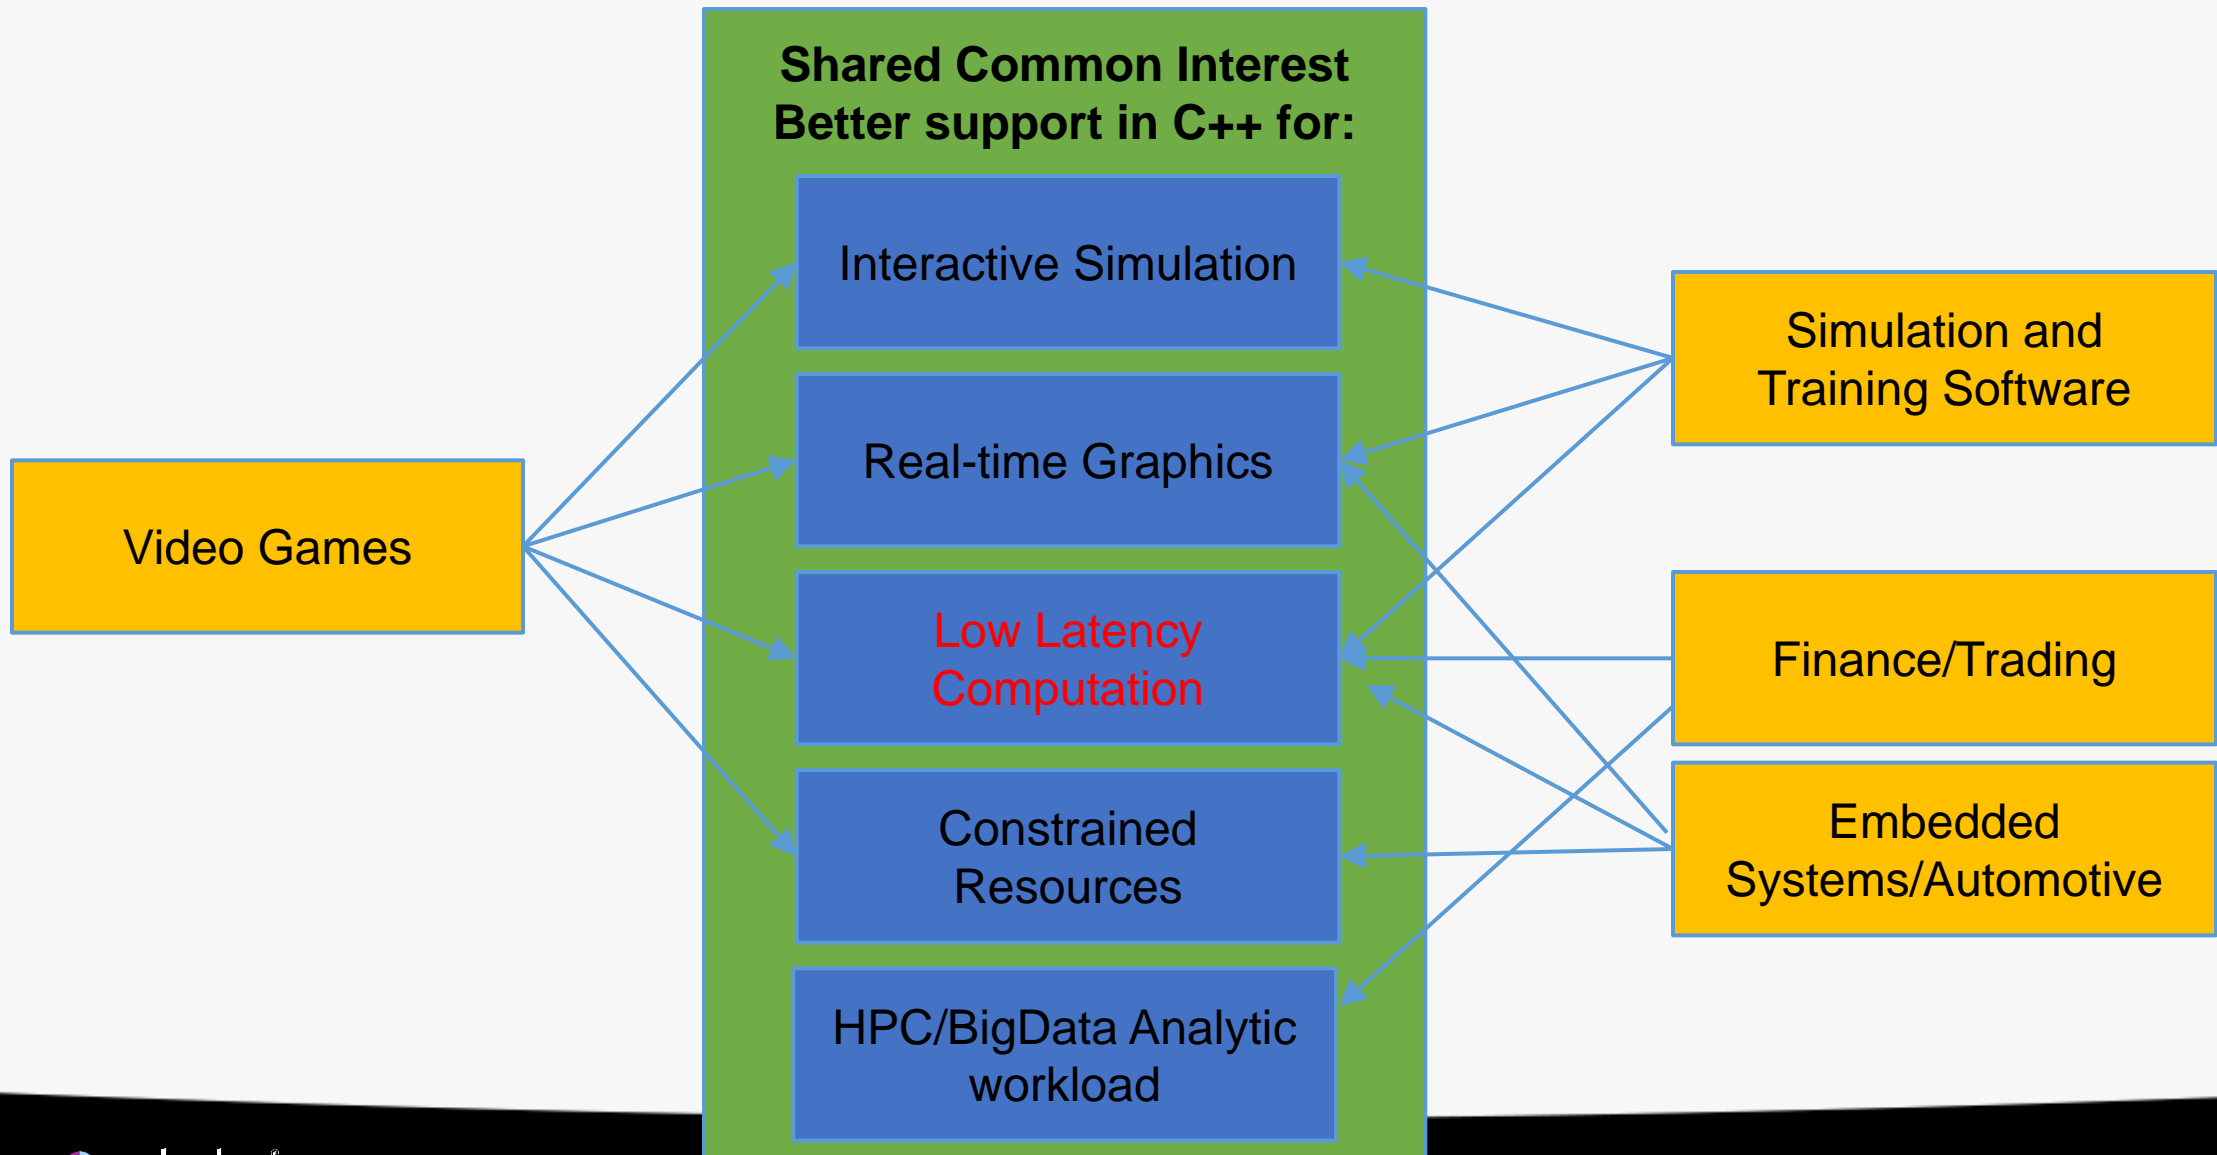 Shared Common Interest
Better support in C++ for:
Interactive Simulation
Simulation and
Training Software
Real-time Graphics
Video Games
Low Latency
Computation
Finance/Trading
Constrained
Resources
Embedded
Systems/Automotive
HPC/BigData Analytic
workload